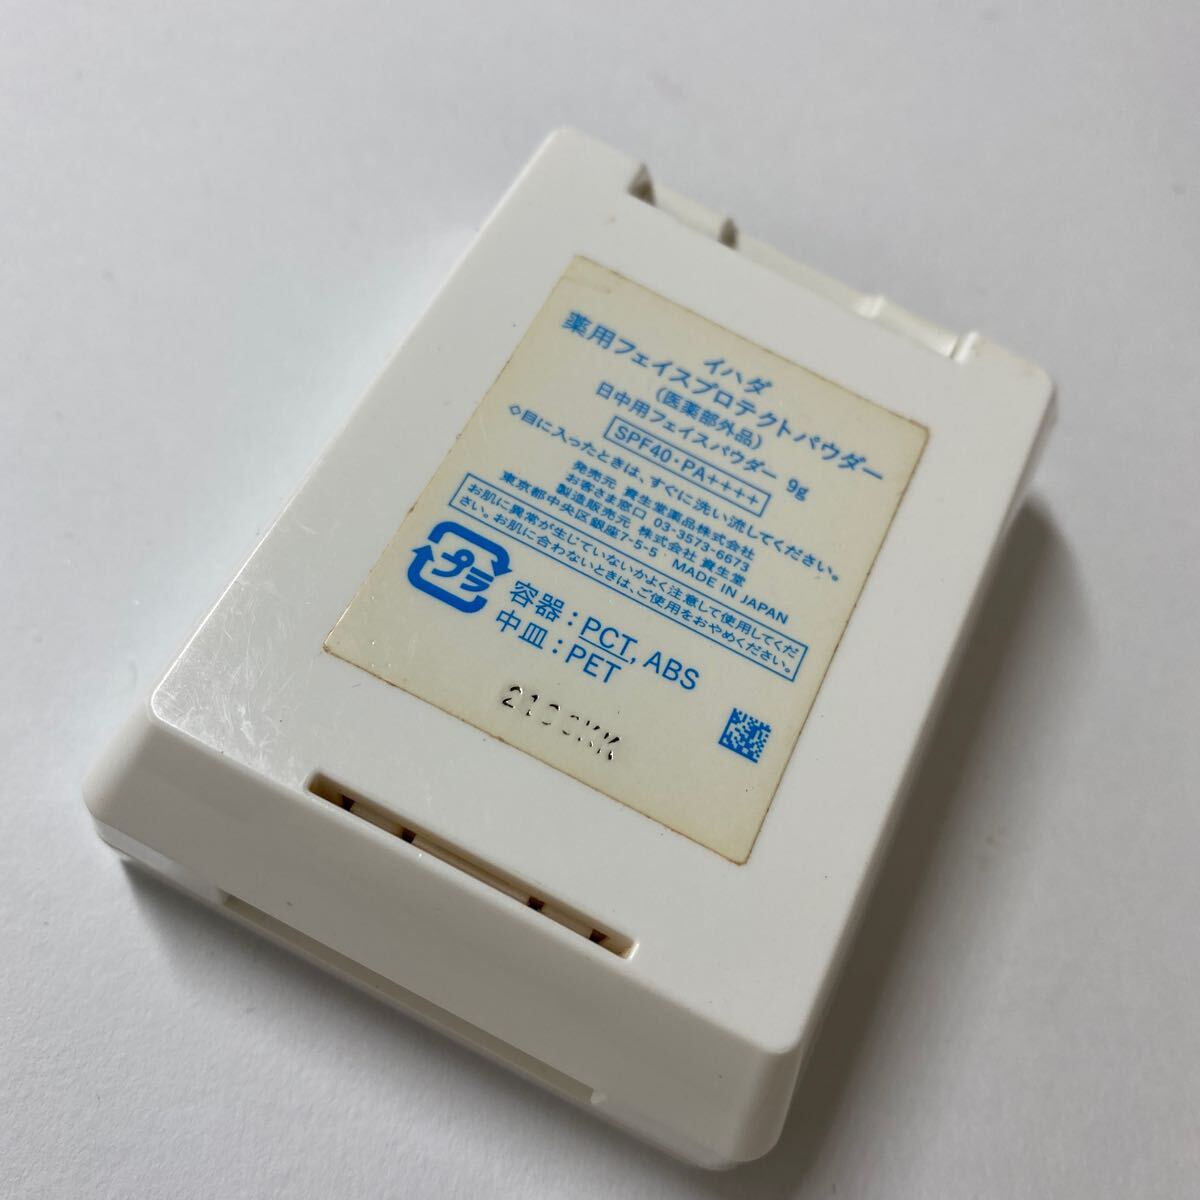 イハダ
薬用フェイスプロテクトパウダー
(医薬部外品)
日中用フェイスパウダー 9g
SPF40・PA++++
◇目に入ったときは、すぐに洗い流してください。
発売元 資生堂薬品株式会社
お客さま窓口 03-3573-6673
製造販売元 株式会社 資生堂
東京都中央区銀座7-5-5・MADE IN JAPAN
お肌に異常が生じていないかよく注意して使用してくだ
さい。お肌に合わないときは、ご使用をおやめください。
プラ
容器:PCT, ABS
中皿:PET